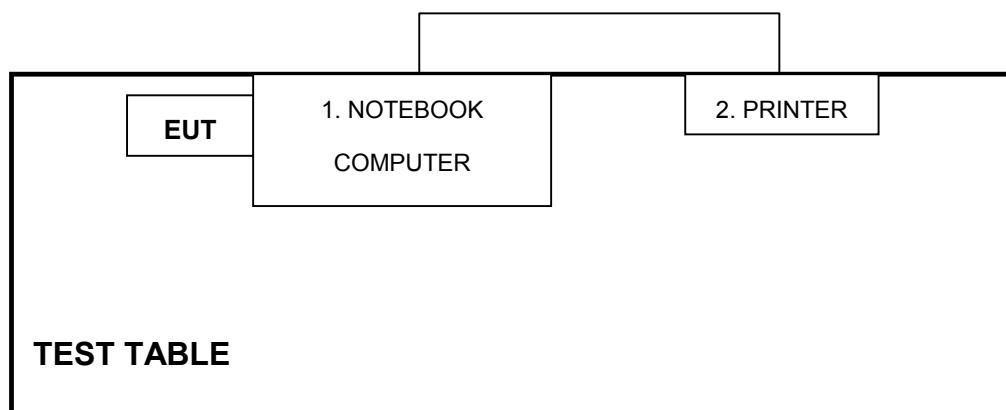 EUT
1. NOTEBOOK
COMPUTER
2. PRINTER
TEST TABLE